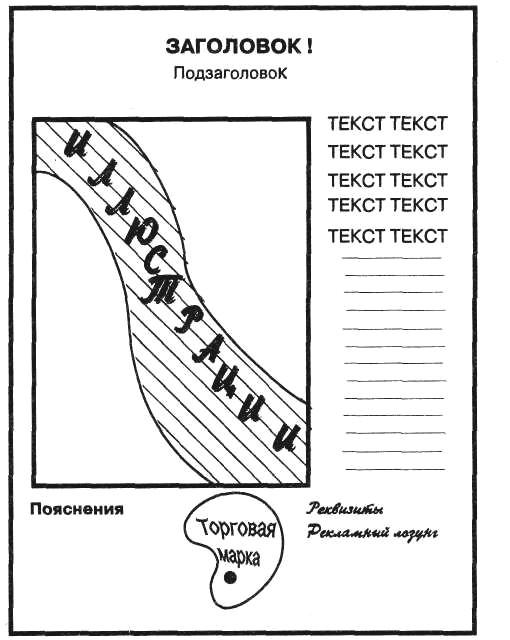 ЗАГОЛОВОК !
Подзаголовок
ИЛЛЮСТРАЦИИ
ТЕКСТ ТЕКСТ
ТЕКСТ ТЕКСТ
ТЕКСТ ТЕКСТ
ТЕКСТ ТЕКСТ
ТЕКСТ ТЕКСТ
Пояснения
Торговая
марка
Реквизиты
Рекламный лозунг